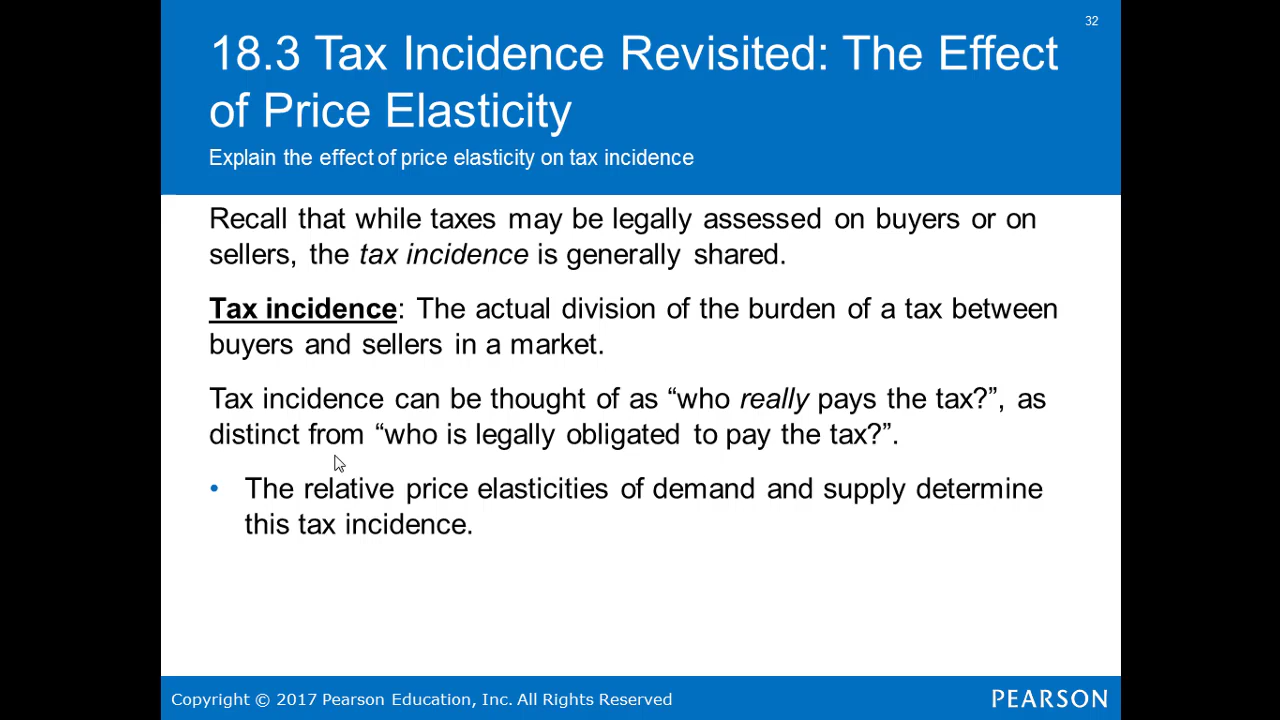 32
18.3 Tax Incidence Revisited: The Effect
of Price Elasticity
Explain the effect of price elasticity on tax incidence
Recall that while taxes may be legally assessed on buyers or on
sellers, the tax incidence is generally shared.
Tax incidence: The actual division of the burden of a tax between
buyers and sellers in a market.
Tax incidence can be thought of as “who really pays the tax?”, as
distinct from “who is legally obligated to pay the tax?”.
• The relative price elasticities of demand and supply determine
this tax incidence.
Copyright © 2017 Pearson Education, Inc. All Rights Reserved
PEARSON